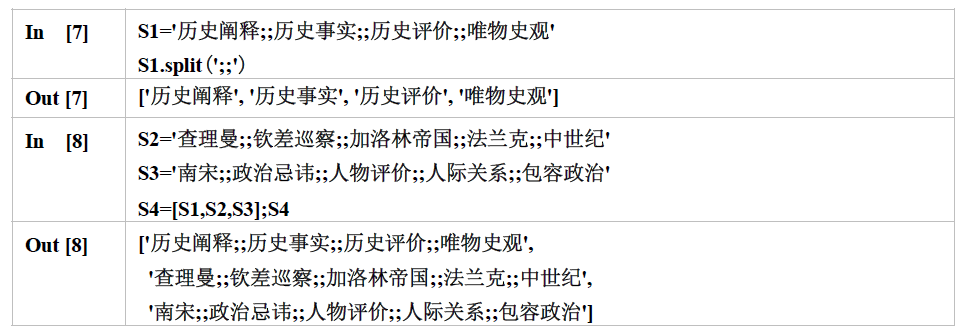 In [7] S1='历史阐释;;历史事实;;历史评价;;唯物史观'
S1.split(';;')
Out [7] ['历史阐释', '历史事实', '历史评价', '唯物史观']
In [8] S2='查理曼;;钦差巡察;;加洛林帝国;;法兰克;;中世纪'
S3='南宋;;政治忌讳;;人物评价;;人际关系;;包容政治'
S4=[S1,S2,S3];S4
Out [8] ['历史阐释;;历史事实;;历史评价;;唯物史观',
'查理曼;;钦差巡察;;加洛林帝国;;法兰克;;中世纪',
'南宋;;政治忌讳;;人物评价;;人际关系;;包容政治']